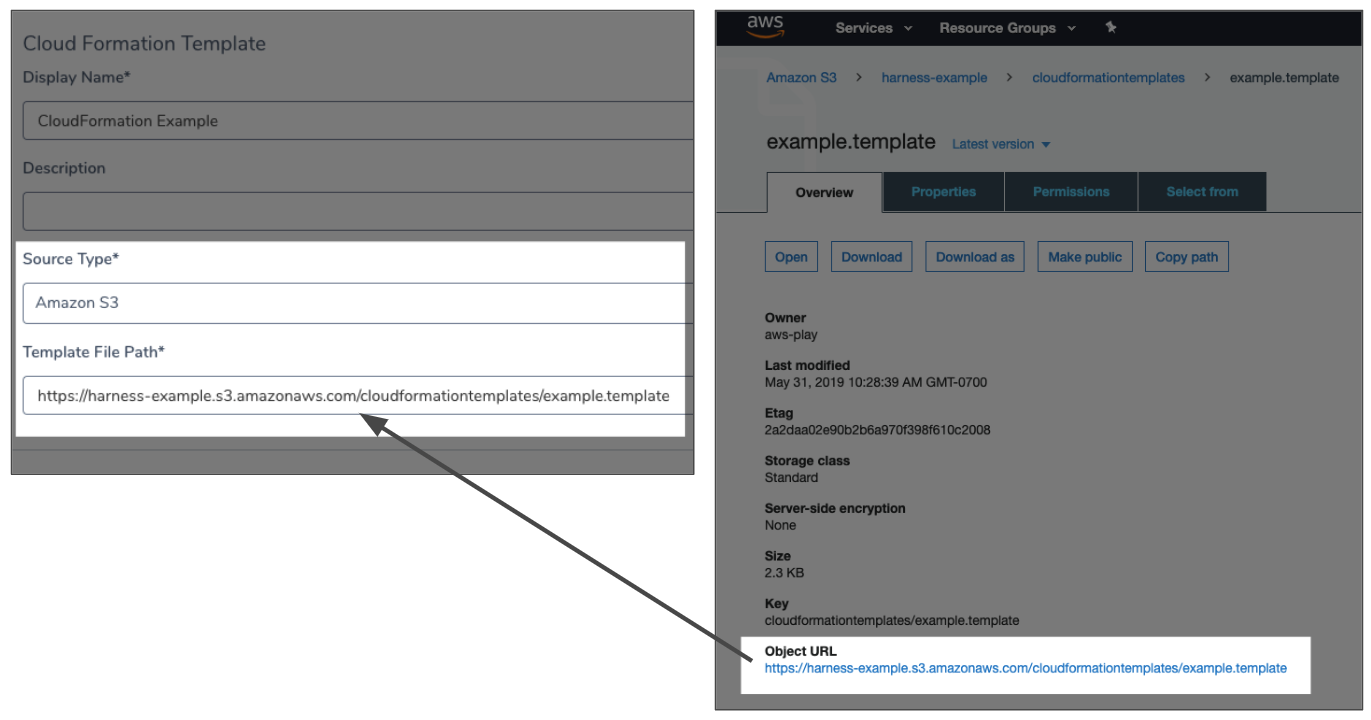 Cloud Formation Template
Display Name*
CloudFormation Example
Description
Source Type*
Amazon S3
Template File Path*
https://harness-example.s3.amazonaws.com/cloudformationtemplates/example.template
aws Services Resource Groups
Amazon S3 > harness-example > cloudformationtemplates > example.template
example.template Latest version
Overview Properties Permissions Select from
Open Download Download as Make public Copy path
Owner
aws-play
Last modified
May 31, 2019 10:28:39 AM GMT-0700
Etag
2a2daa02e90b2b6a970f398f610c2008
Storage class
Standard
Server-side encryption
None
Size
2.3 KB
Key
cloudformationtemplates/example.template
Object URL
https://harness-example.s3.amazonaws.com/cloudformationtemplates/example.template